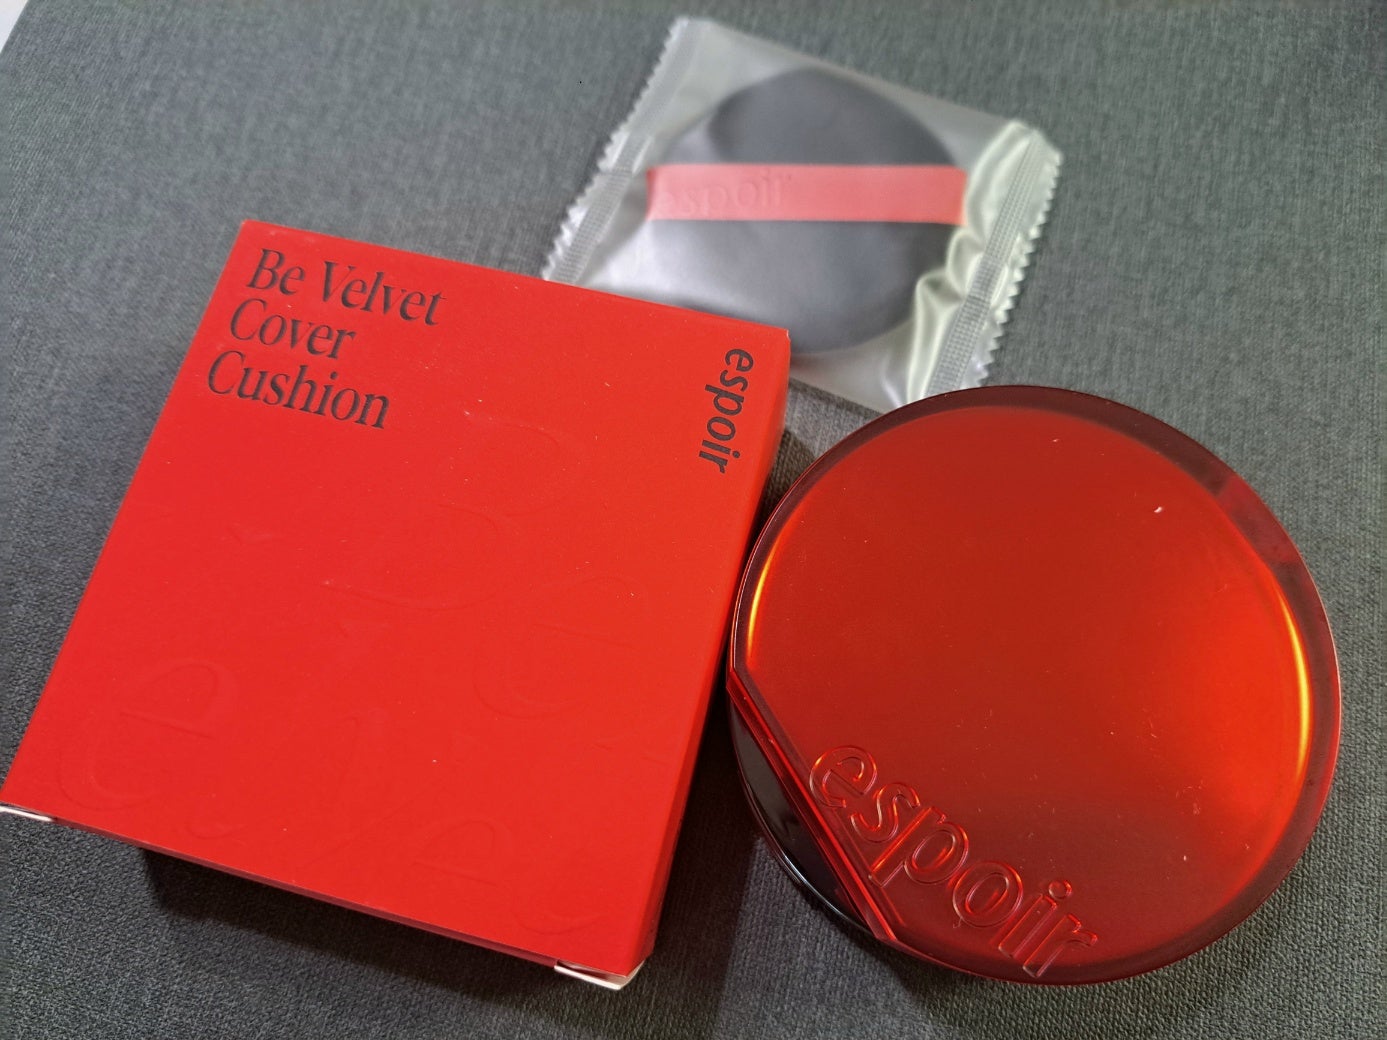 Be Velvet
Cover
Cushion
espoir
espoir
espoir